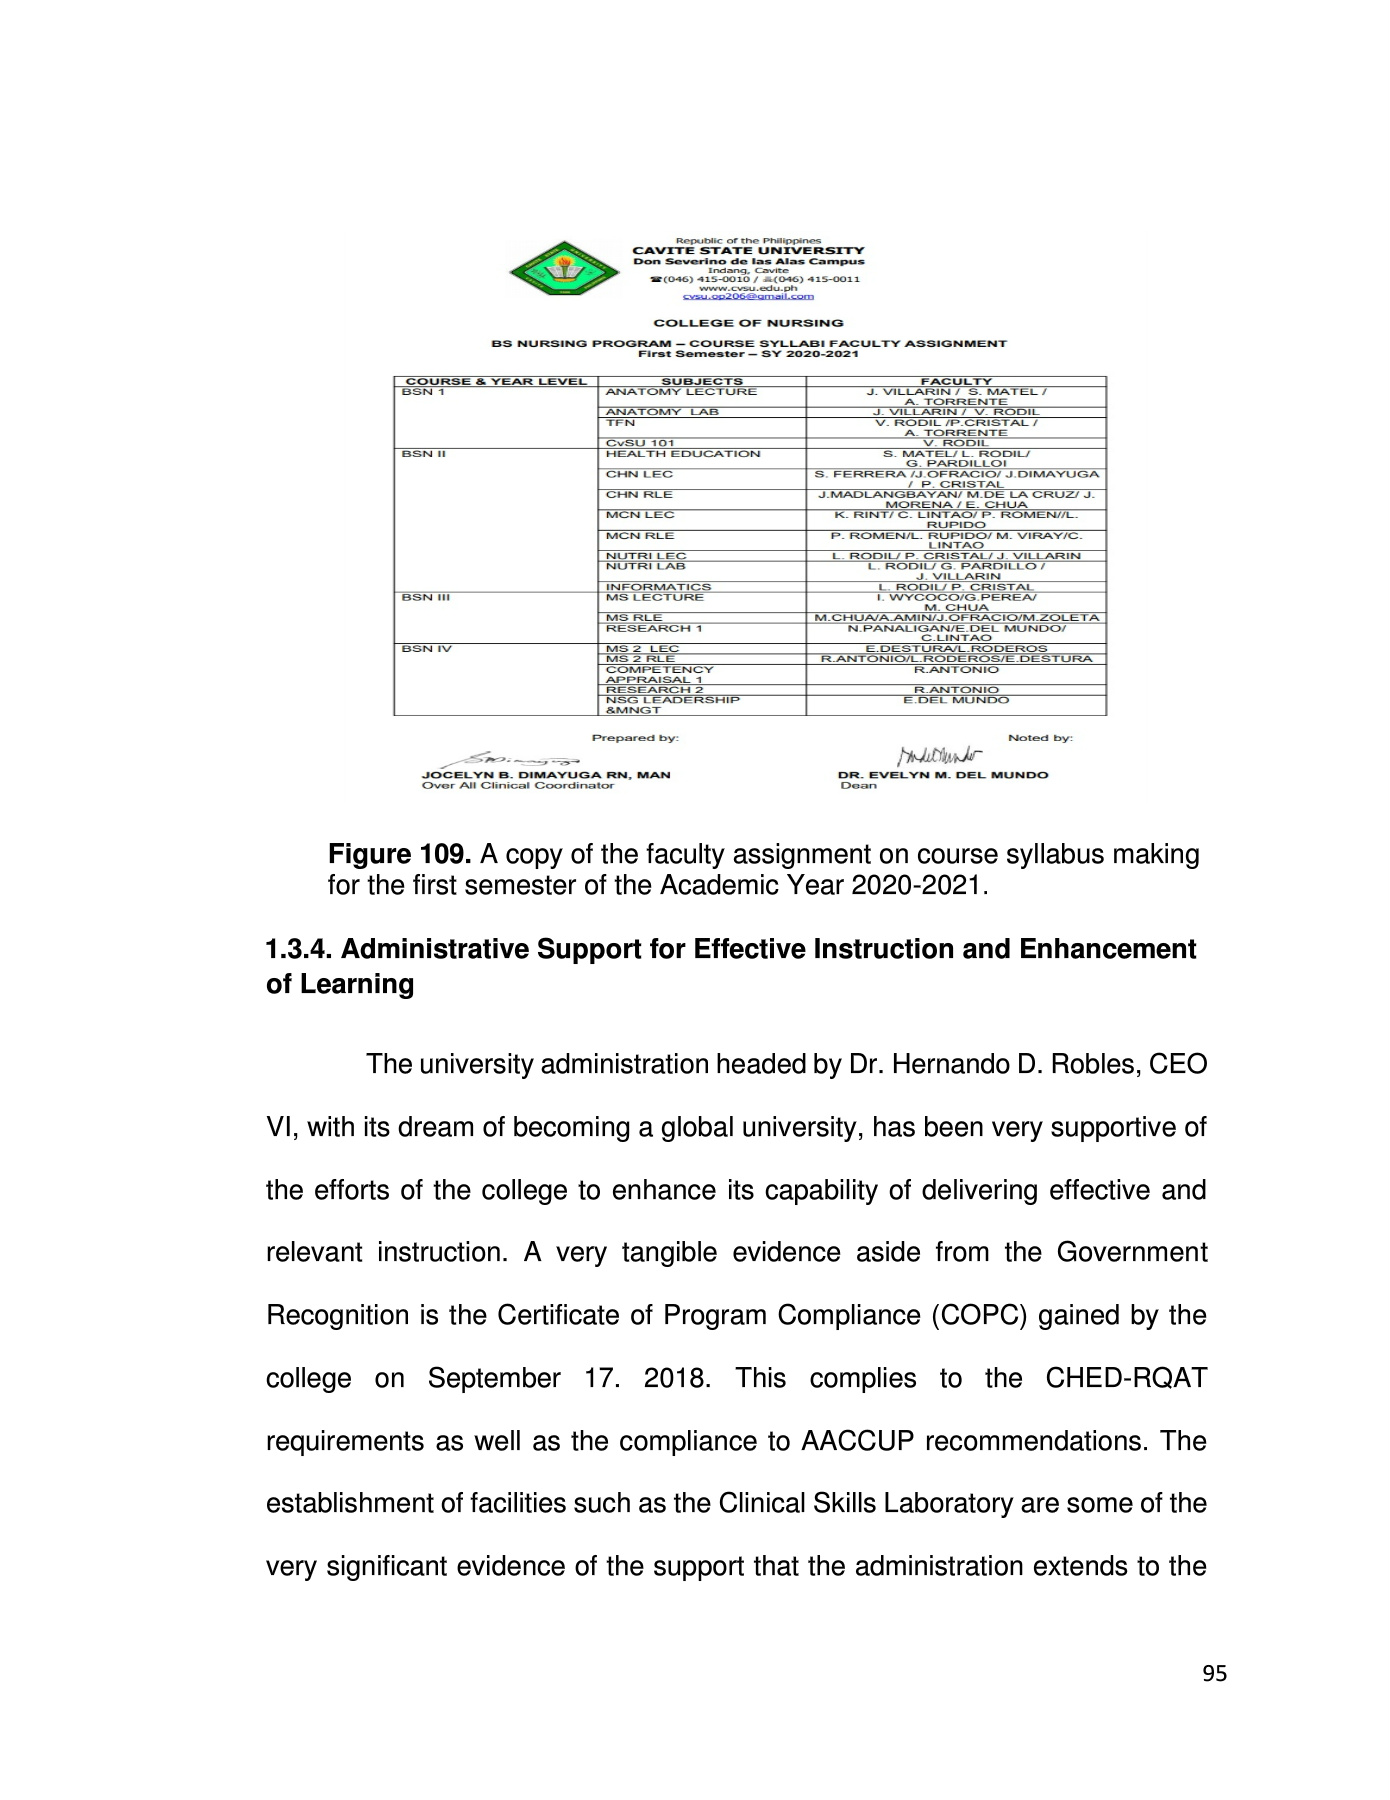 Republic of the Philippines
CAVITE STATE UNIVERSITY
Don Severino de las Alas Campus
Indang, Cavite
☎(046) 415-0010 / (046) 415-0011
www.cvsu.edu.ph
cvsu.op206@gmail.com
COLLEGE OF NURSING
BS NURSING PROGRAM – COURSE SYLLABI FACULTY ASSIGNMENT
First Semester – SY 2020-2021
COURSE & YEAR LEVEL SUBJECTS FACULTY
BSN 1 ANATOMY LECTURE J. VILLARIN / S. MATEL /
A. TORRENTE
ANATOMY LAB J. VILLARIN / V. RODIL
TFN V. RODIL /P.CRISTAL /
A. TORRENTE
CvSU 101 V. RODIL
BSN II HEALTH EDUCATION S. MATEL/ L. RODIL/
G. PARDILLOI
CHN LEC S. FERRERA /J.OFRACIO/ J.DIMAYUGA
/ P. CRISTAL
CHN RLE J.MADLANGBAYAN/ M.DE LA CRUZ/ J.
MORENA / E. CHUA
MCN LEC K. RINT/ C. LINTAO/ P. ROMEN//L.
RUPIDO
MCN RLE P. ROMEN/L. RUPIDO/ M. VIRAY/C.
LINTAO
NUTRI LEC L. RODIL/ P. CRISTAL/ J. VILLARIN
NUTRI LAB L. RODIL/ G. PARDILLO /
J. VILLARIN
INFORMATICS L. RODIL/ P. CRISTAL
BSN III MS LECTURE I. WYCOCO/G.PEREA/
M. CHUA
MS RLE M.CHUA/A.AMIN/J.OFRACIO/M.ZOLETA
RESEARCH 1 N.PANALIGAN/E.DEL MUNDO/
C.LINTAO
BSN IV MS 2 LEC E.DESTURA/L.RODEROS
MS 2 RLE R.ANTONIO/L.RODEROS/E.DESTURA
COMPETENCY R.ANTONIO
APPRAISAL 1
RESEARCH 2 R.ANTONIO
NSG LEADERSHIP E.DEL MUNDO
&MNGT
Prepared by: Noted by:
JOCELYN B. DIMAYUGA RN, MAN DR. EVELYN M. DEL MUNDO
Over All Clinical Coordinator Dean
Figure 109. A copy of the faculty assignment on course syllabus making
for the first semester of the Academic Year 2020-2021.
1.3.4. Administrative Support for Effective Instruction and Enhancement
of Learning
The university administration headed by Dr. Hernando D. Robles, CEO
VI, with its dream of becoming a global university, has been very supportive of
the efforts of the college to enhance its capability of delivering effective and
relevant instruction. A very tangible evidence aside from the Government
Recognition is the Certificate of Program Compliance (COPC) gained by the
college on September 17. 2018. This complies to the CHED-RQAT
requirements as well as the compliance to AACCUP recommendations. The
establishment of facilities such as the Clinical Skills Laboratory are some of the
very significant evidence of the support that the administration extends to the
95